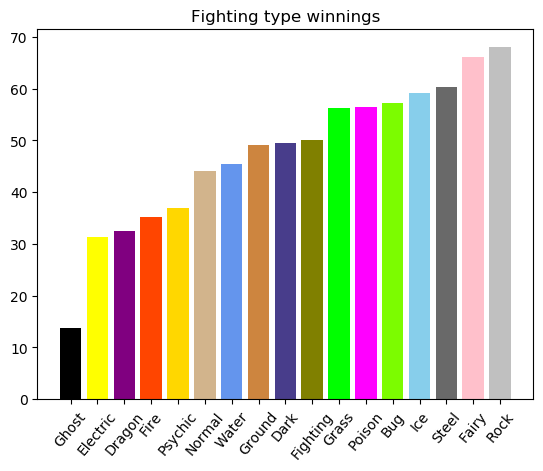 Fighting type winnings
70
60
50
40
30
20
10
0
Ghost
Electric
Dragon
Fire
Psychic
Normal
Water
Ground
Dark
Fighting
Grass
Poison
Bug
Ice
Steel
Fairy
Rock